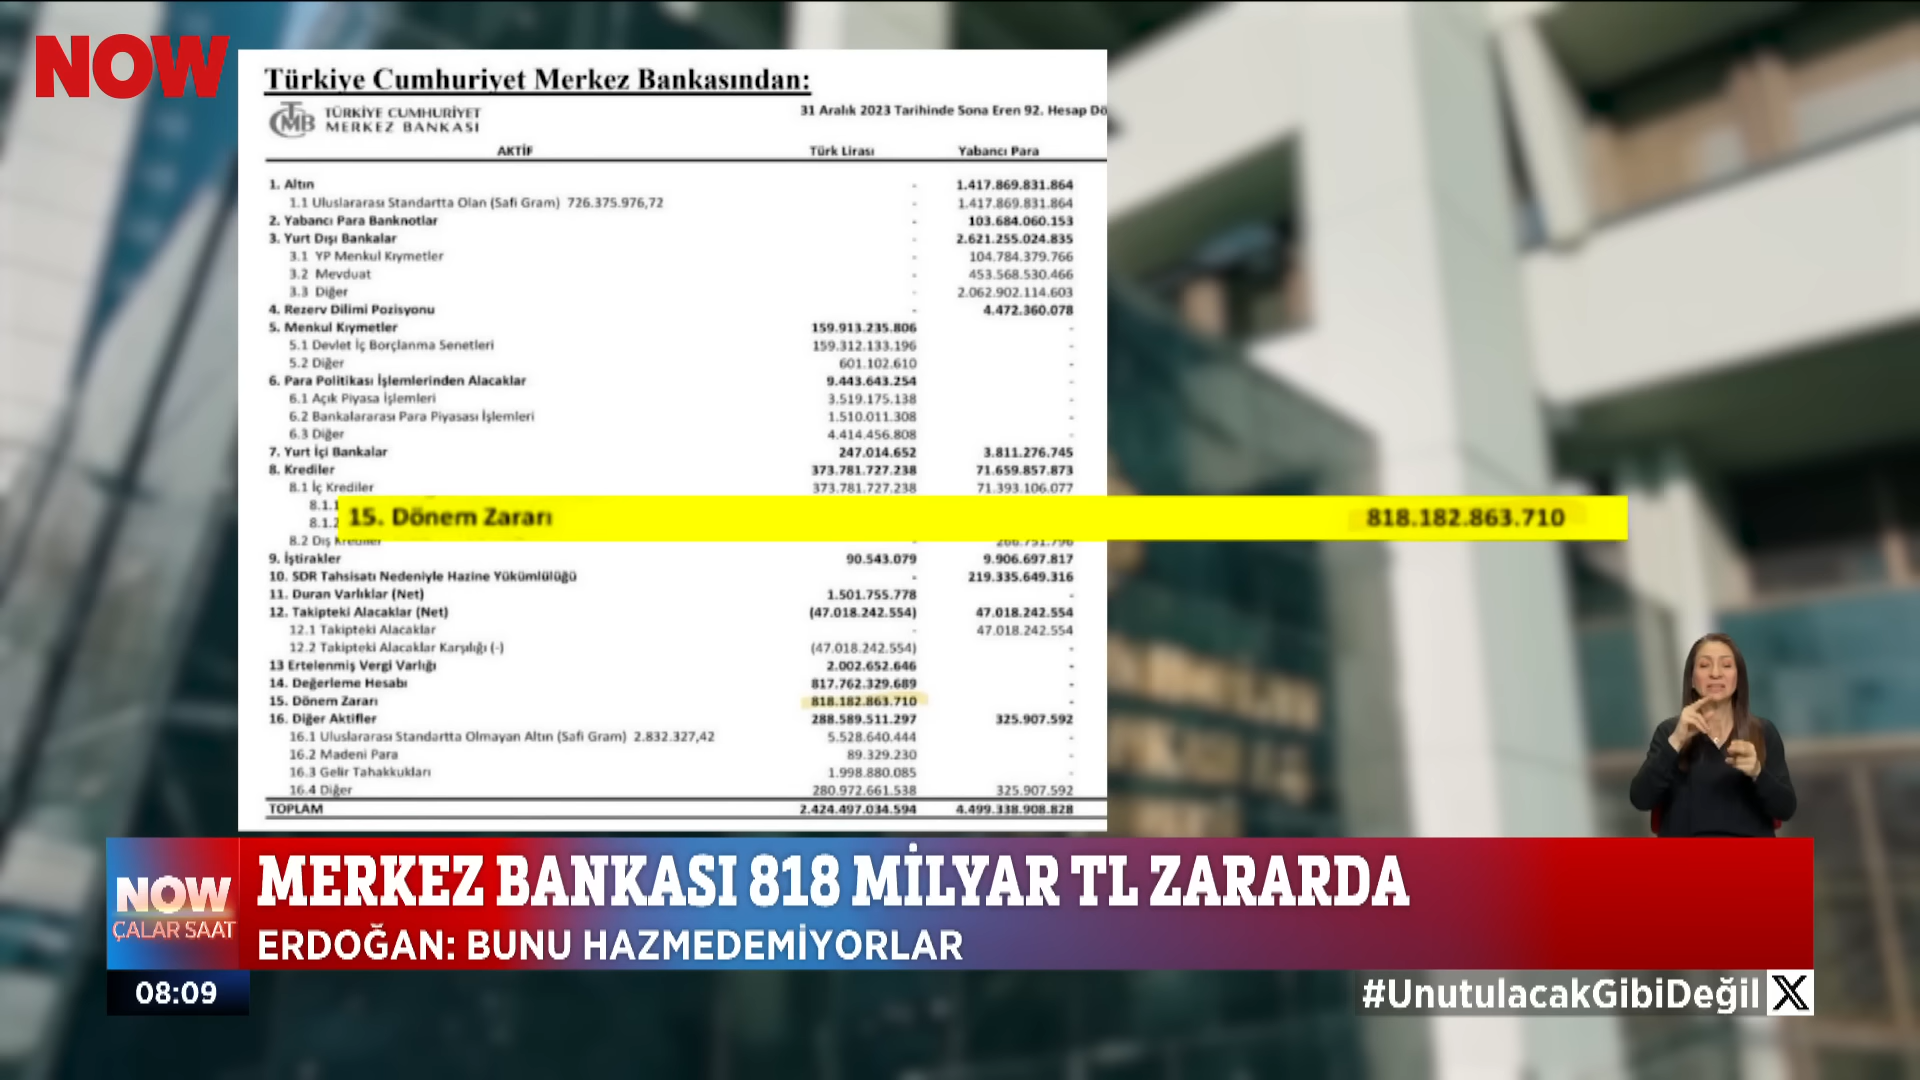 NOW
Türkiye Cumhuriyet Merkez Bankasından:
TÜRKİYE CUMHURİYET
MERKEZ BANKASI
31 Aralık 2023 Tarihinde Sona Eren 92. Hesap
AKTİF Türk Lirası Yabancı Para
1. Altın - 1.417.869.831.864
1.1 Uluslararası Standartta Olan (Safi Gram) 726.375.976,72 - 1.417.869.831.864
2. Yabancı Para Banknotlar - 103.684.060.153
3. Yurt Dışı Bankalar - 2.621.255.024.835
3.1 YP Menkul Kıymetler - 104.784.379.766
3.2 Mevduat - 453.568.530.466
3.3 Diğer - 2.062.902.114.603
4. Rezerv Dilimi Pozisyonu - 4.472.360.078
5. Menkul Kıymetler 159.913.235.806 -
5.1 Devlet İç Borçlanma Senetleri 159.312.133.196 -
5.2 Diğer 601.102.610 -
6. Para Politikası İşlemlerinden Alacaklar 9.443.643.254 -
6.1 Açık Piyasa İşlemleri 3.519.175.138 -
6.2 Bankalararası Para Piyasası İşlemleri 1.510.011.308 -
6.3 Diğer 4.414.456.808 -
7. Yurt İçi Bankalar 247.014.652 3.811.276.745
8. Krediler 373.781.727.238 71.659.857.873
8.1 İç Krediler 373.781.727.238 71.393.106.077
15. Dönem Zararı 818.182.863.710
8.2 Dış Krediler - 266.751.796
9. İştirakler 90.543.079 9.906.697.817
10. SDR Tahsisatı Nedeniyle Hazine Yükümlülüğü - 219.335.649.316
11. Duran Varlıklar (Net) 1.501.755.778 -
12. Takipteki Alacaklar (Net) (47.018.242.554) 47.018.242.554
12.1 Takipteki Alacaklar - 47.018.242.554
12.2 Takipteki Alacaklar Karşılığı (-) (47.018.242.554) -
13 Ertelenmiş Vergi Varlığı 2.002.652.646 -
14. Değerleme Hesabı 817.762.329.689 -
15. Dönem Zararı 818.182.863.710 -
16. Diğer Aktifler 288.589.511.297 325.907.592
16.1 Uluslararası Standartta Olmayan Altın (Safi Gram) 2.832.327,42 5.528.640.444 -
16.2 Madeni Para 89.329.230 -
16.3 Gelir Tahakkukları 1.998.880.085 -
16.4 Diğer 280.972.661.538 325.907.592
TOPLAM 2.424.497.034.594 4.499.338.908.828
NOW
ÇALAR SAAT
MERKEZ BANKASI 818 MİLYAR TL ZARARDA
ERDOĞAN: BUNU HAZMEDEMİYORLAR
08:09
#UnutulacakGibiDeğil X